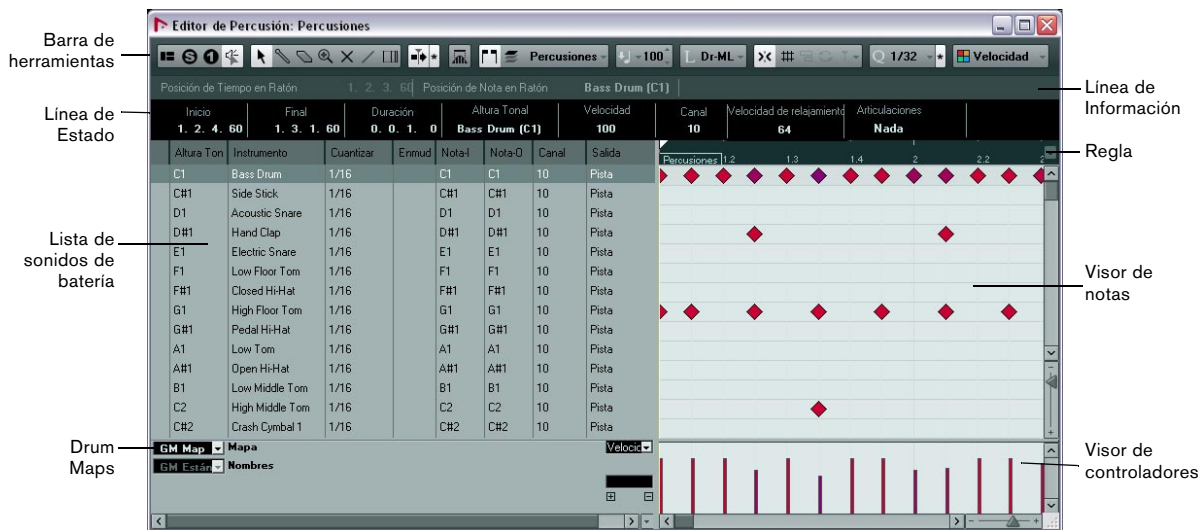 Editor de Percusión: Percusiones
Barra de
herramientas
Percusiones
100
Dr-ML
1/32
Velocidad
Posición de Tiempo en Ratón 1. 2. 3. 60 Posición de Nota en Ratón Bass Drum (C1)
Línea de
Información
Línea de
Estado
Inicio Final Duración Altura Tonal Velocidad Canal Velocidad de relajamiento Articulaciones
1. 2. 4. 60 1. 3. 1. 60 0. 0. 1. 0 Bass Drum (C1) 100 10 64 Nada
Altura Ton Instrumento Cuantizar Enmud Nota-I Nota-O Canal Salida
Percusiones 1.2 1.3 1.4 2 2.2
Regla
C1 Bass Drum 1/16 C1 C1 10 Pista
C#1 Side Stick 1/16 C#1 C#1 10 Pista
D1 Acoustic Snare 1/16 D1 D1 10 Pista
D#1 Hand Clap 1/16 D#1 D#1 10 Pista
E1 Electric Snare 1/16 E1 E1 10 Pista
F1 Low Floor Tom 1/16 F1 F1 10 Pista
F#1 Closed Hi-Hat 1/16 F#1 F#1 10 Pista
G1 High Floor Tom 1/16 G1 G1 10 Pista
G#1 Pedal Hi-Hat 1/16 G#1 G#1 10 Pista
A1 Low Tom 1/16 A1 A1 10 Pista
A#1 Open Hi-Hat 1/16 A#1 A#1 10 Pista
B1 Low Middle Tom 1/16 B1 B1 10 Pista
C2 High Middle Tom 1/16 C2 C2 10 Pista
C#2 Crash Cymbal 1 1/16 C#2 C#2 10 Pista
Lista de
sonidos de
batería
Visor de
notas
Drum
Maps
GM Map Mapa
Velocic
GM Están Nombres
Visor de
controladores